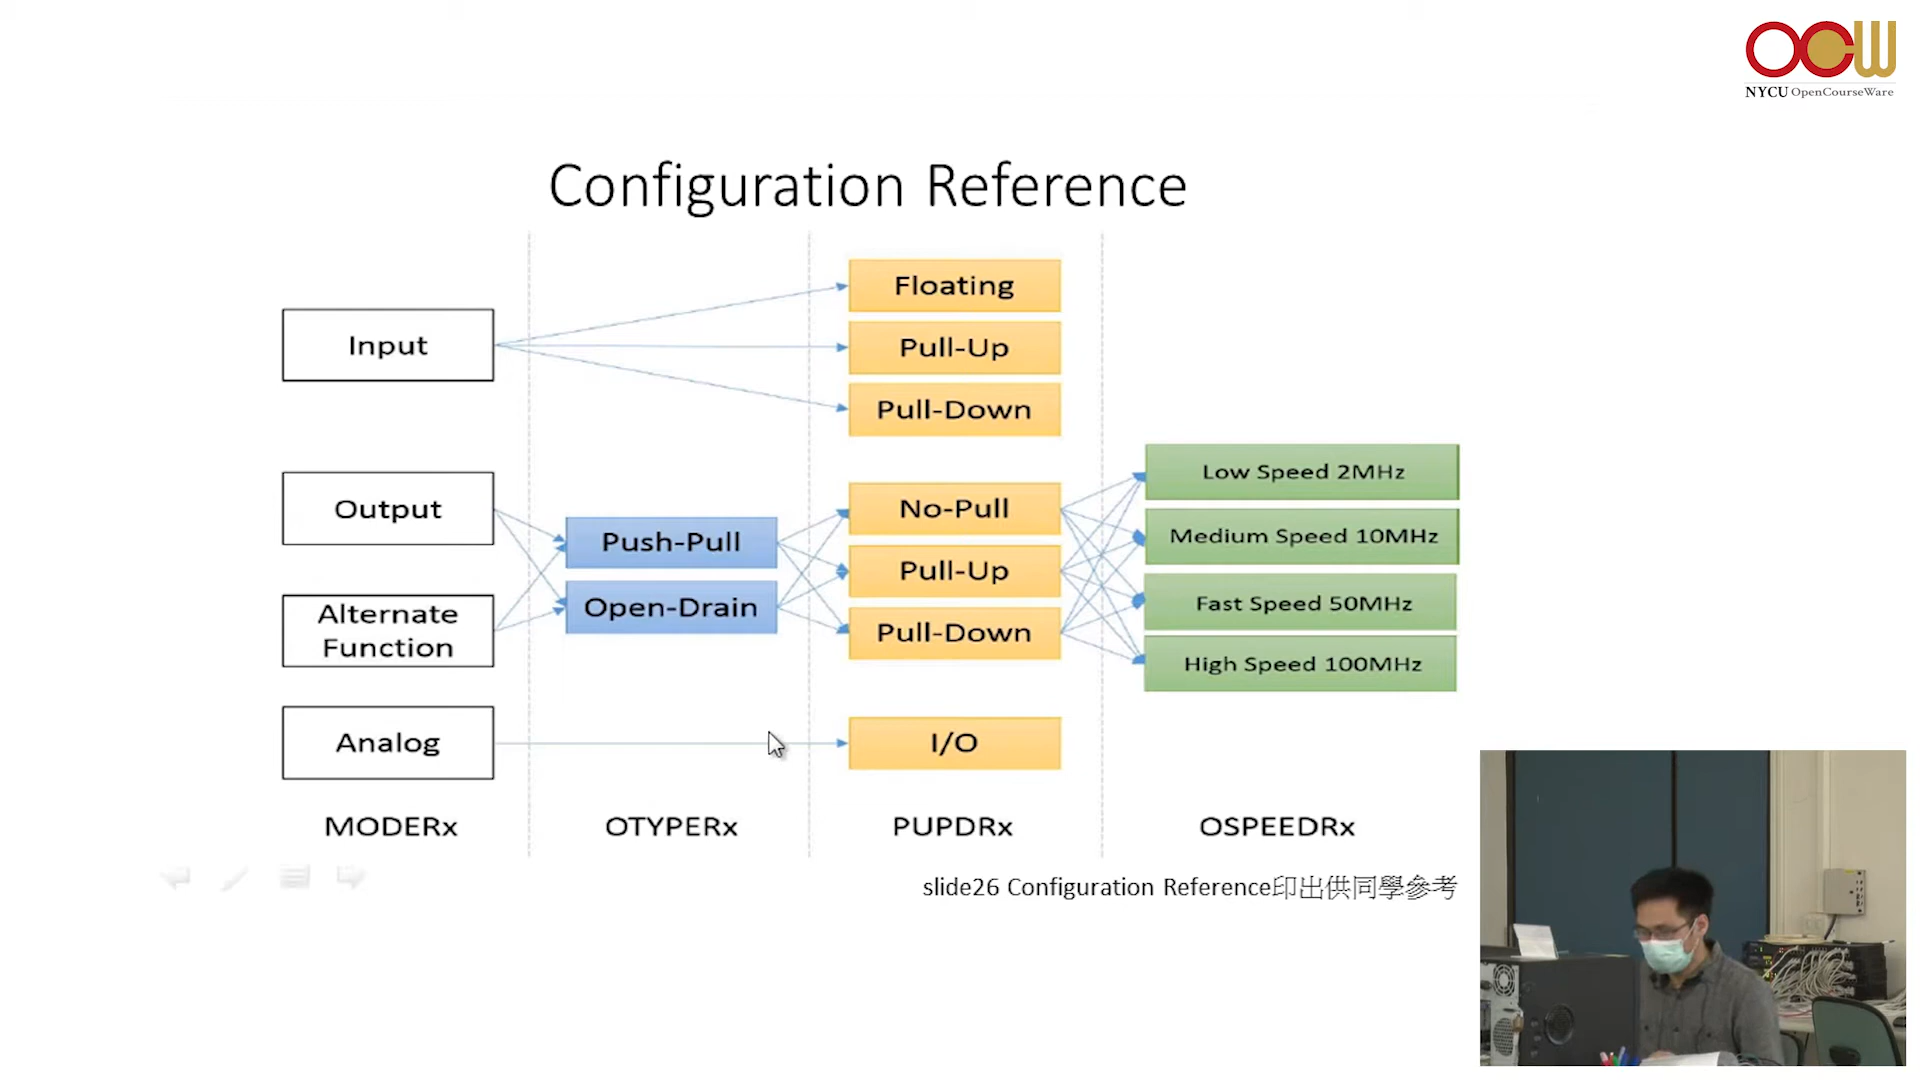 OCW
NYCU OpenCourseWare
Configuration Reference
Floating
Input
Pull-Up
Pull-Down
Low Speed 2MHz
Output
No-Pull
Medium Speed 10MHz
Push-Pull
Pull-Up
Fast Speed 50MHz
Open-Drain
Alternate
Function
Pull-Down
High Speed 100MHz
Analog
I/O
MODERx
OTYPERx
PUPDRx
OSPEEDRx
slide26 Configuration Reference印出供同學參考